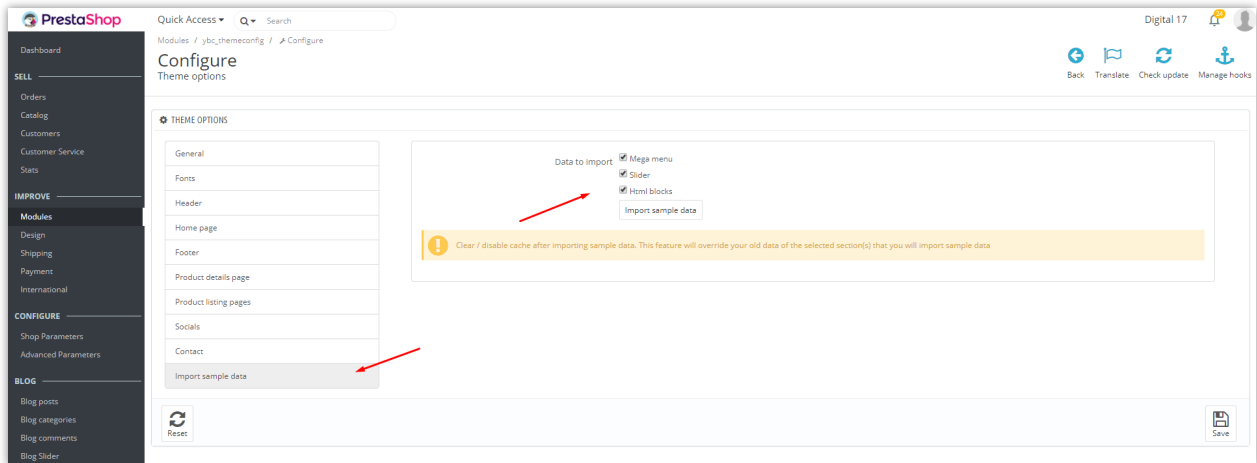 PrestaShop
Quick Access
Search
Digital 17
Modules / ybc_themeconfig / Configure
Configure
Theme options
Back
Translate
Check update
Manage hooks
Dashboard
SELL
Orders
Catalog
Customers
Customer Service
Stats
IMPROVE
Modules
Design
Shipping
Payment
International
CONFIGURE
Shop Parameters
Advanced Parameters
BLOG
Blog posts
Blog categories
Blog comments
Blog Slider
THEME OPTIONS
General
Fonts
Header
Home page
Footer
Product details page
Product listing pages
Socials
Contact
Import sample data
Data to import
Mega menu
Slider
Html blocks
Import sample data
Clear / disable cache after importing sample data. This feature will override your old data of the selected section(s) that you will import sample data
Reset
Save